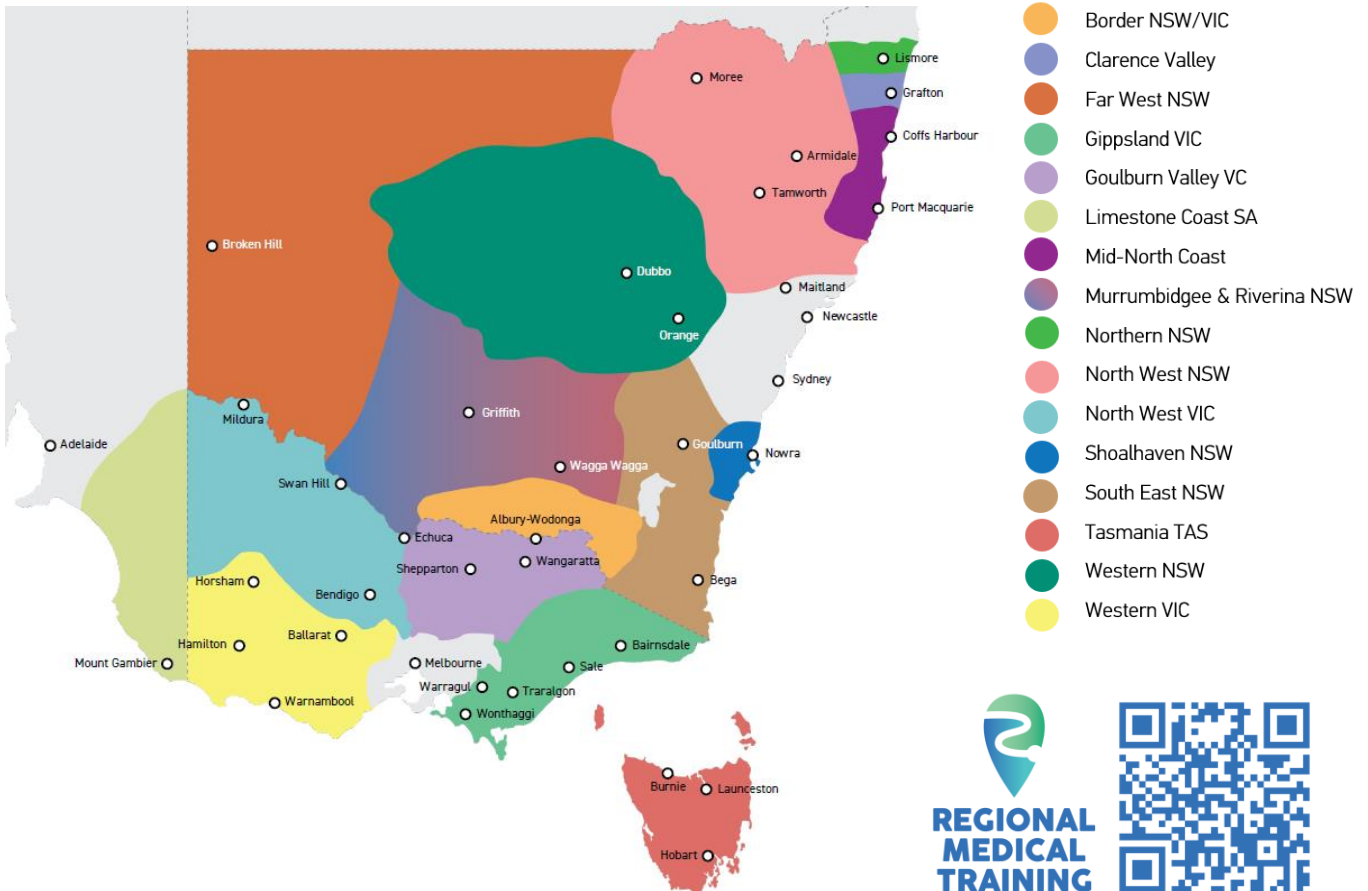 Border NSW/VIC
Clarence Valley
Far West NSW
Gippsland VIC
Goulburn Valley VC
Limestone Coast SA
Mid-North Coast
Murrumbidgee & Riverina NSW
Northern NSW
North West NSW
North West VIC
Shoalhaven NSW
South East NSW
Tasmania TAS
Western NSW
Western VIC
Lismore
Moree
Grafton
Coffs Harbour
Armidale
Tamworth
Port Macquarie
Broken Hill
Dubbo
Maitland
Newcastle
Orange
Sydney
Mildura
Griffith
Adelaide
Goulburn
Nowra
Wagga Wagga
Swan Hill
Albury-Wodonga
Echuca
Wangaratta
Shepparton
Horsham
Bega
Bendigo
Ballarat
Hamilton
Bairnsdale
Mount Gambier
Melbourne
Sale
Warragul
Traralgon
Warnambool
Wonthaggi
Burnie
Launceston
Hobart
REGIONAL
MEDICAL
TRAINING